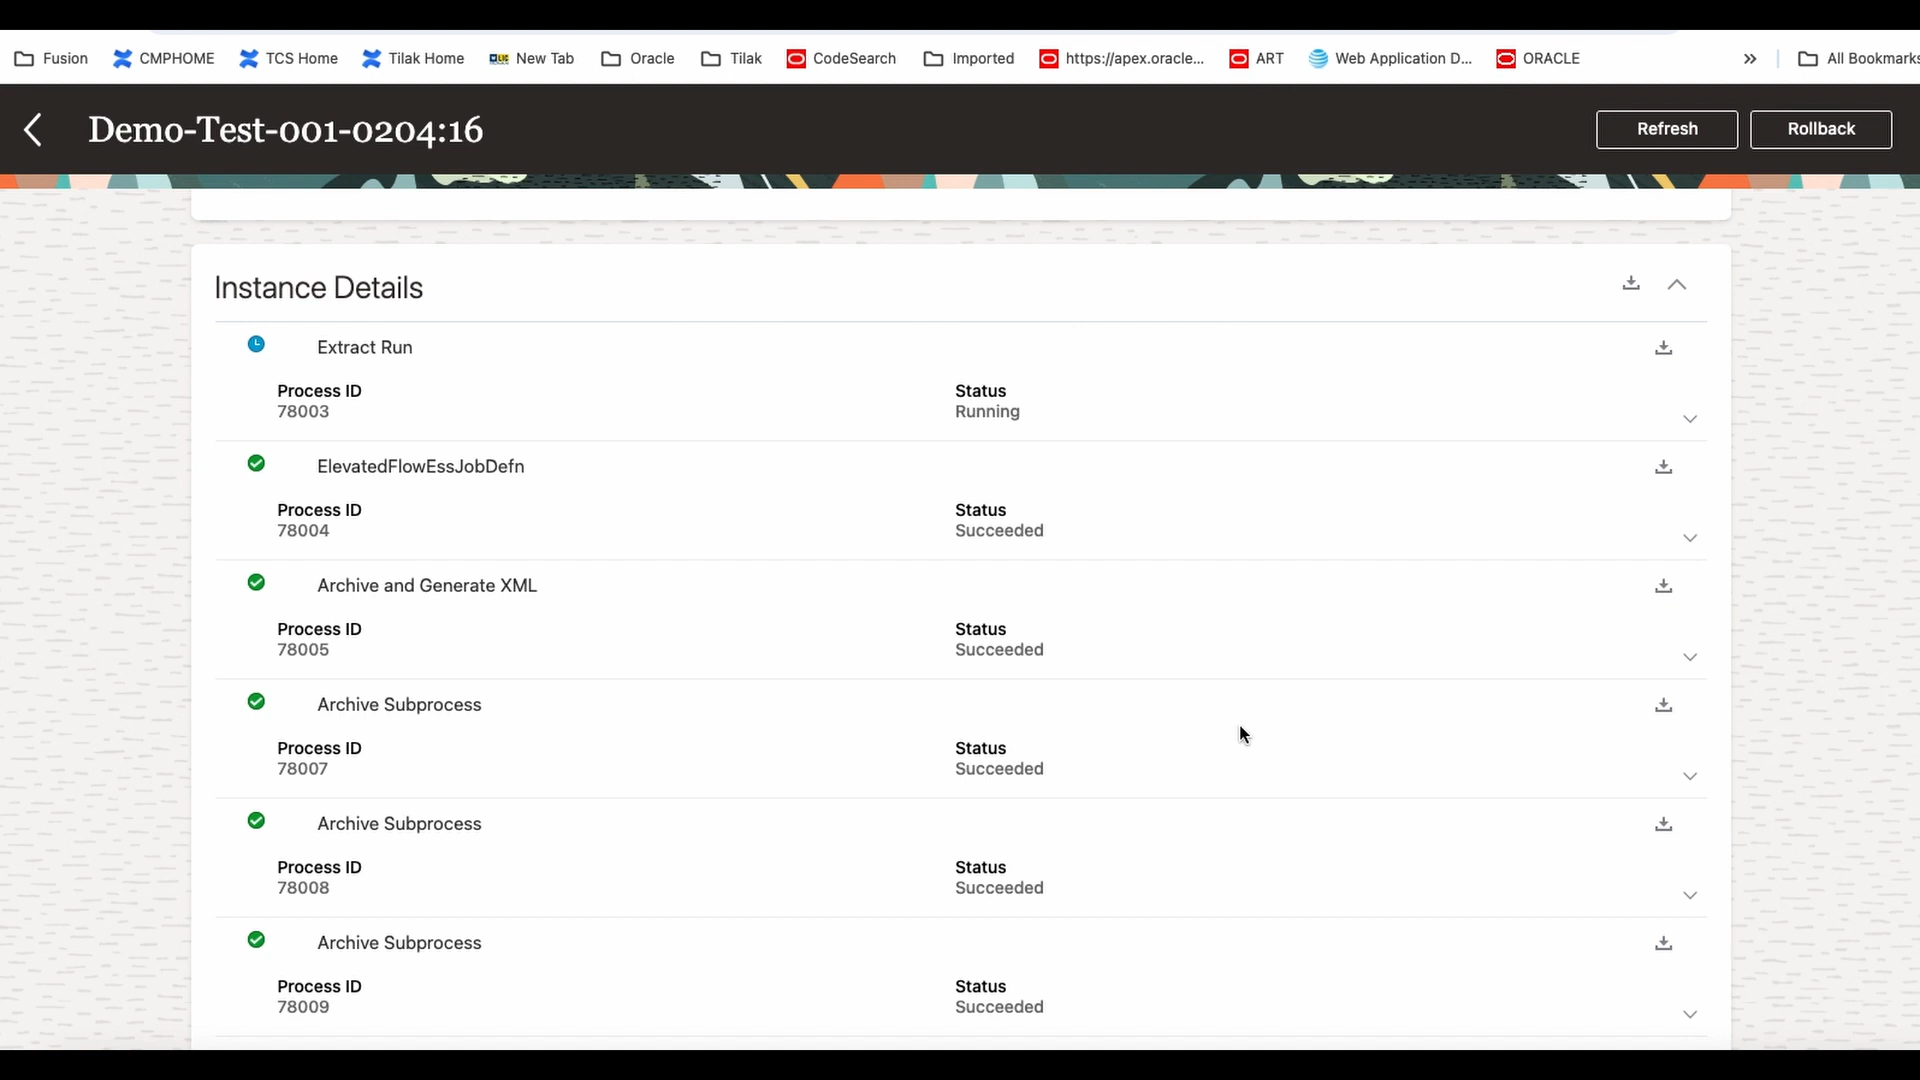 Fusion CMPHOME TCS Home Tilak Home New Tab Oracle Tilak CodeSearch Imported https://apex.oracle... ART Web Application D... ORACLE » All Bookmarks
Demo-Test-001-0204:16 Refresh Rollback
Instance Details
Extract Run
Process ID Status
78003 Running
ElevatedFlowEssJobDefn
Process ID Status
78004 Succeeded
Archive and Generate XML
Process ID Status
78005 Succeeded
Archive Subprocess
Process ID Status
78007 Succeeded
Archive Subprocess
Process ID Status
78008 Succeeded
Archive Subprocess
Process ID Status
78009 Succeeded